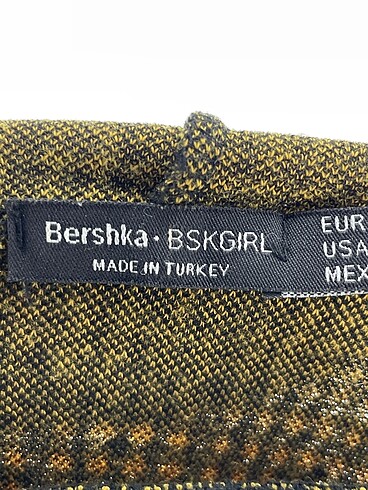 Bershka · BSKGIRL
MADE IN TURKEY
EUR
USA
MEX